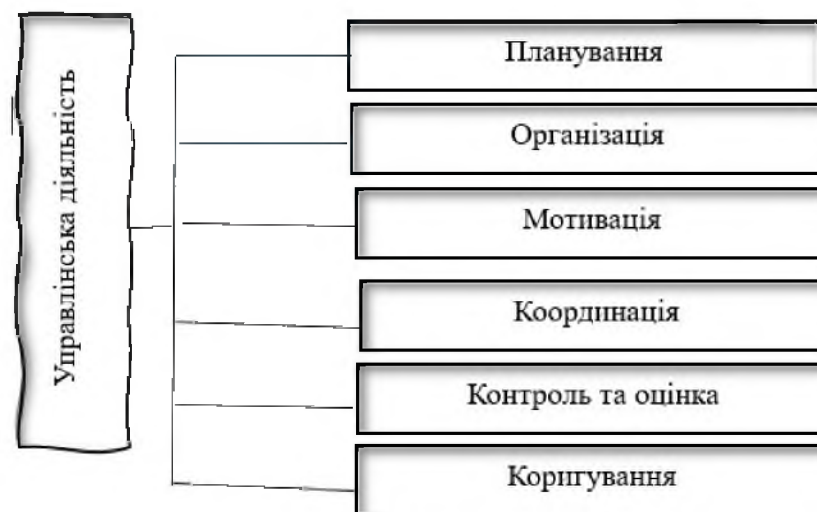 Управлінська діяльність
Планування
Організація
Мотивація
Координація
Контроль та оцінка
Коригування